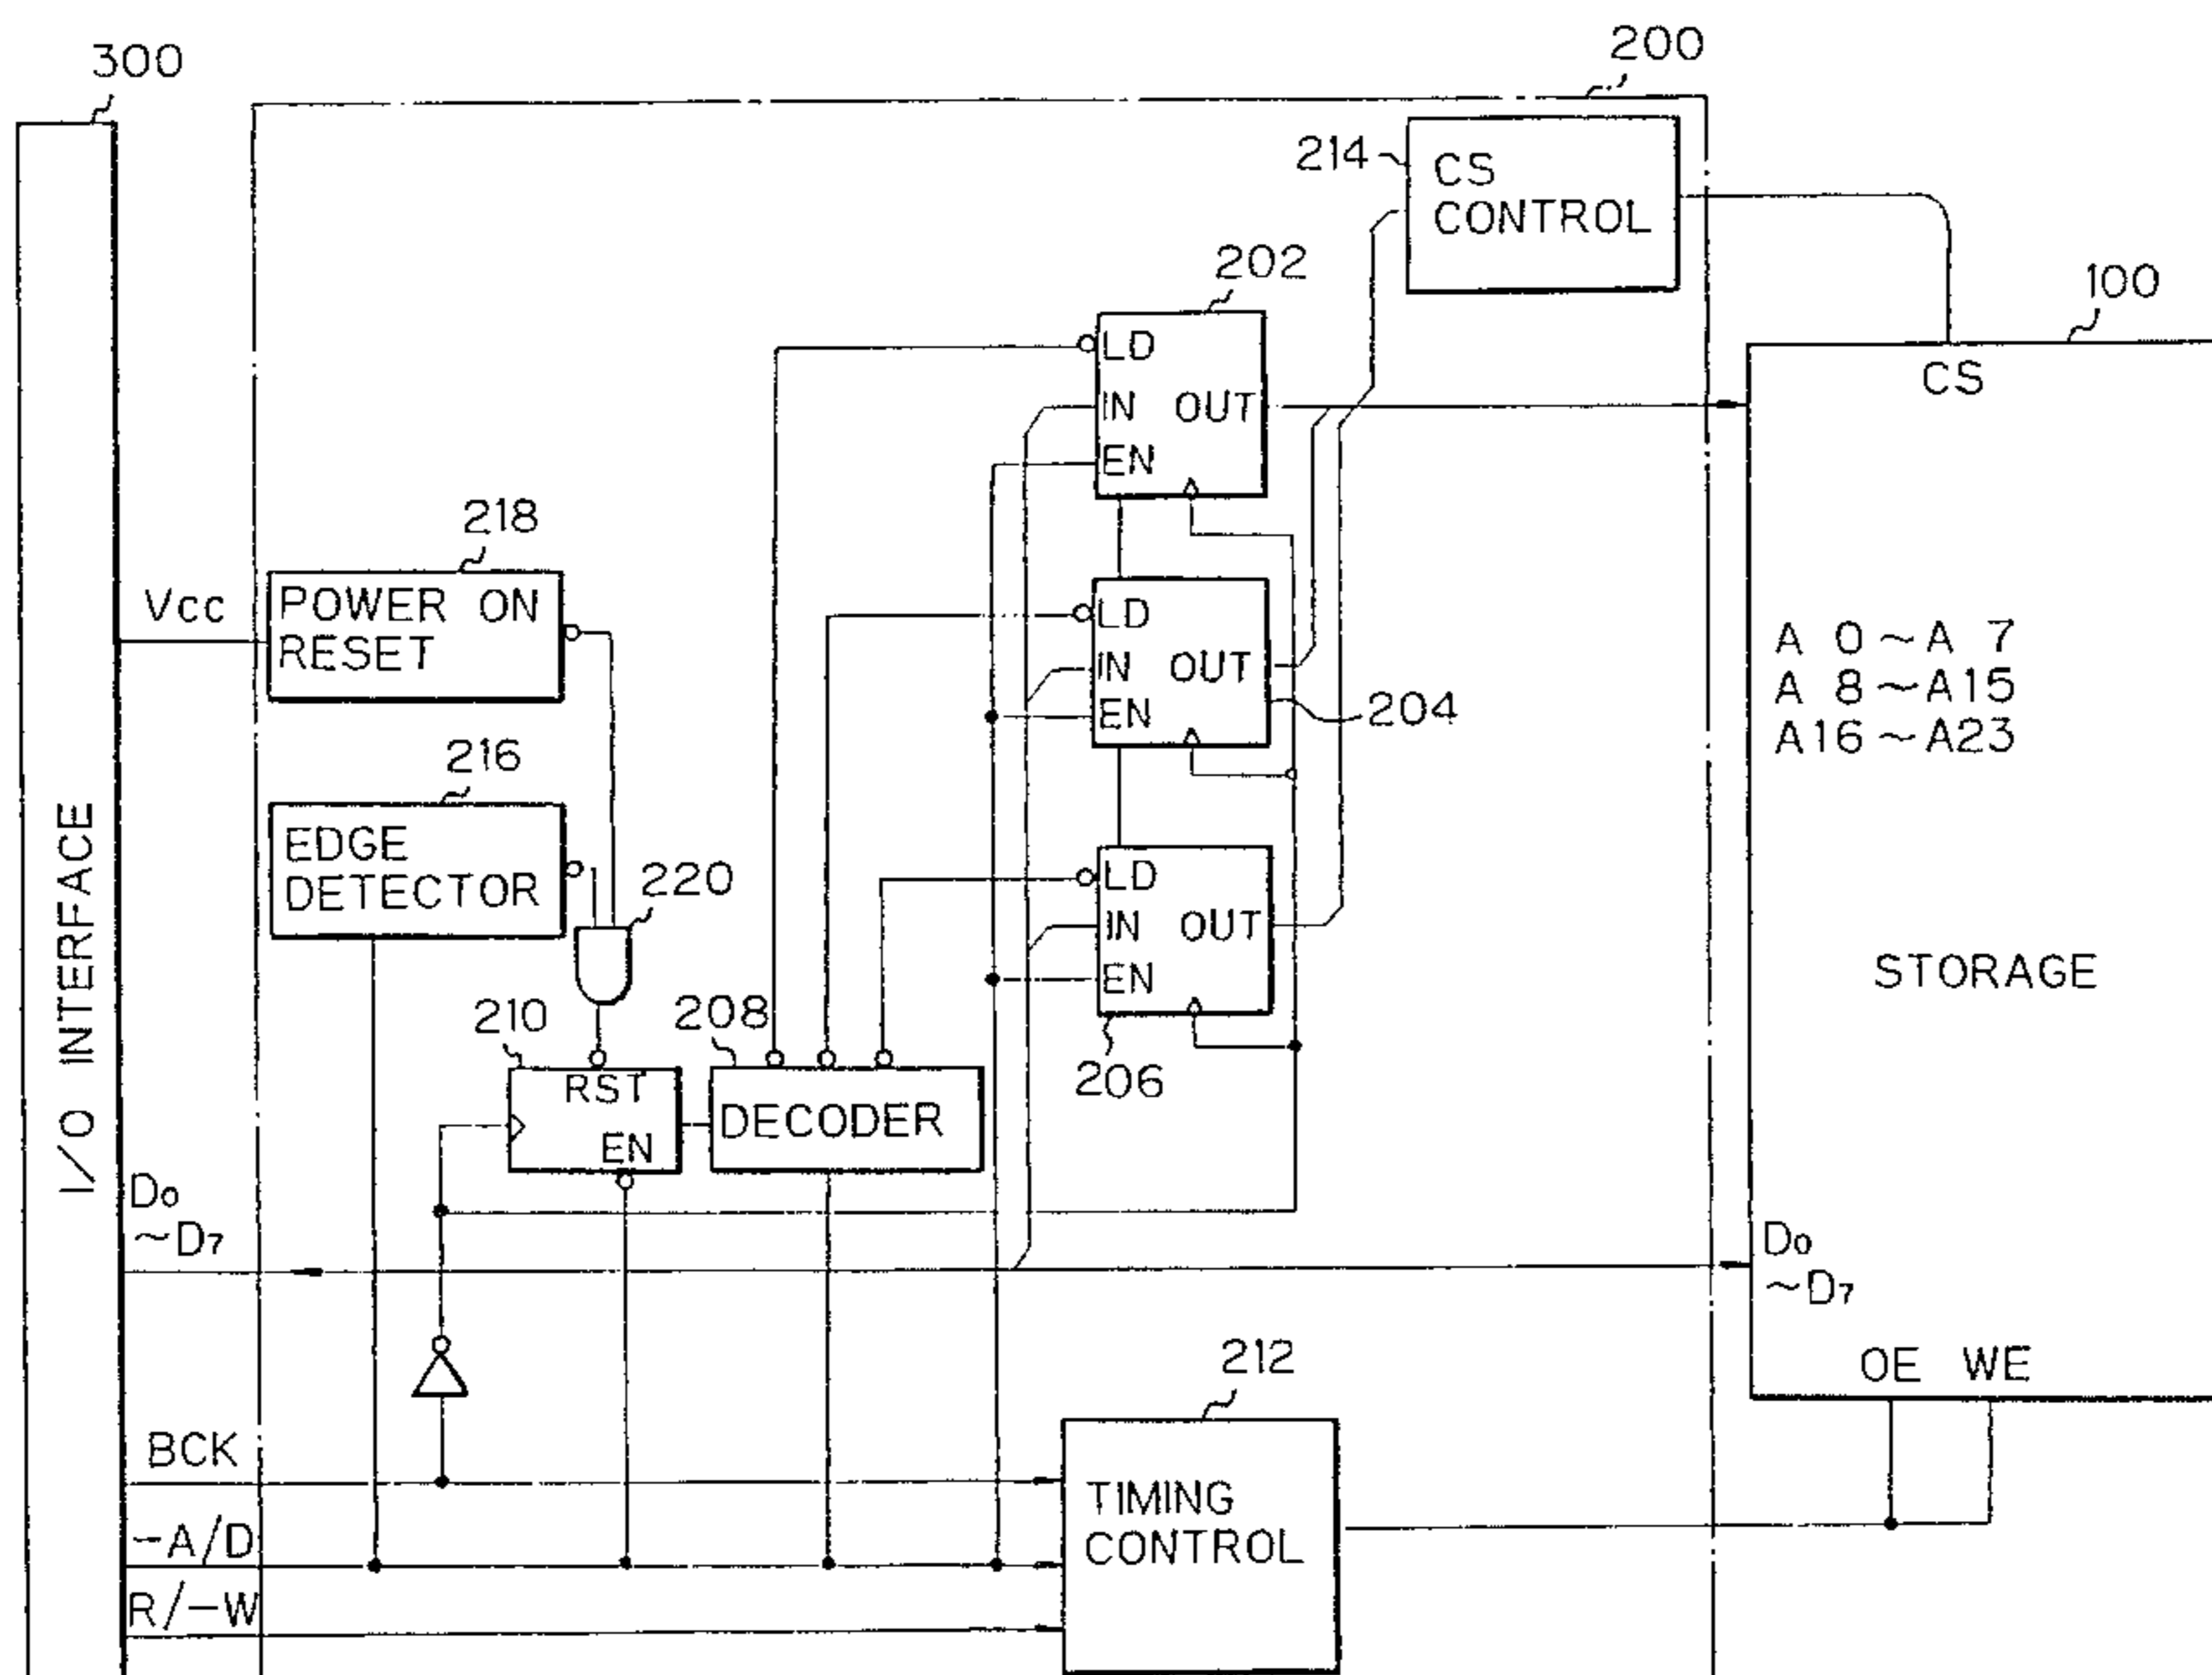 300
200
214
CS
CONTROL
202
100
LD
IN
OUT
EN
CS
218
POWER ON
RESET
Vcc
LD
IN
OUT
EN
204
A 0~A 7
A 8~A15
A16~A23
216
EDGE
DETECTOR
220
LD
IN
OUT
EN
206
STORAGE
I/O INTERFACE
210
RST
EN
208
DECODER
D0
~D7
D0
~D7
212
OE WE
BCK
-A/D
R/-W
TIMING
CONTROL